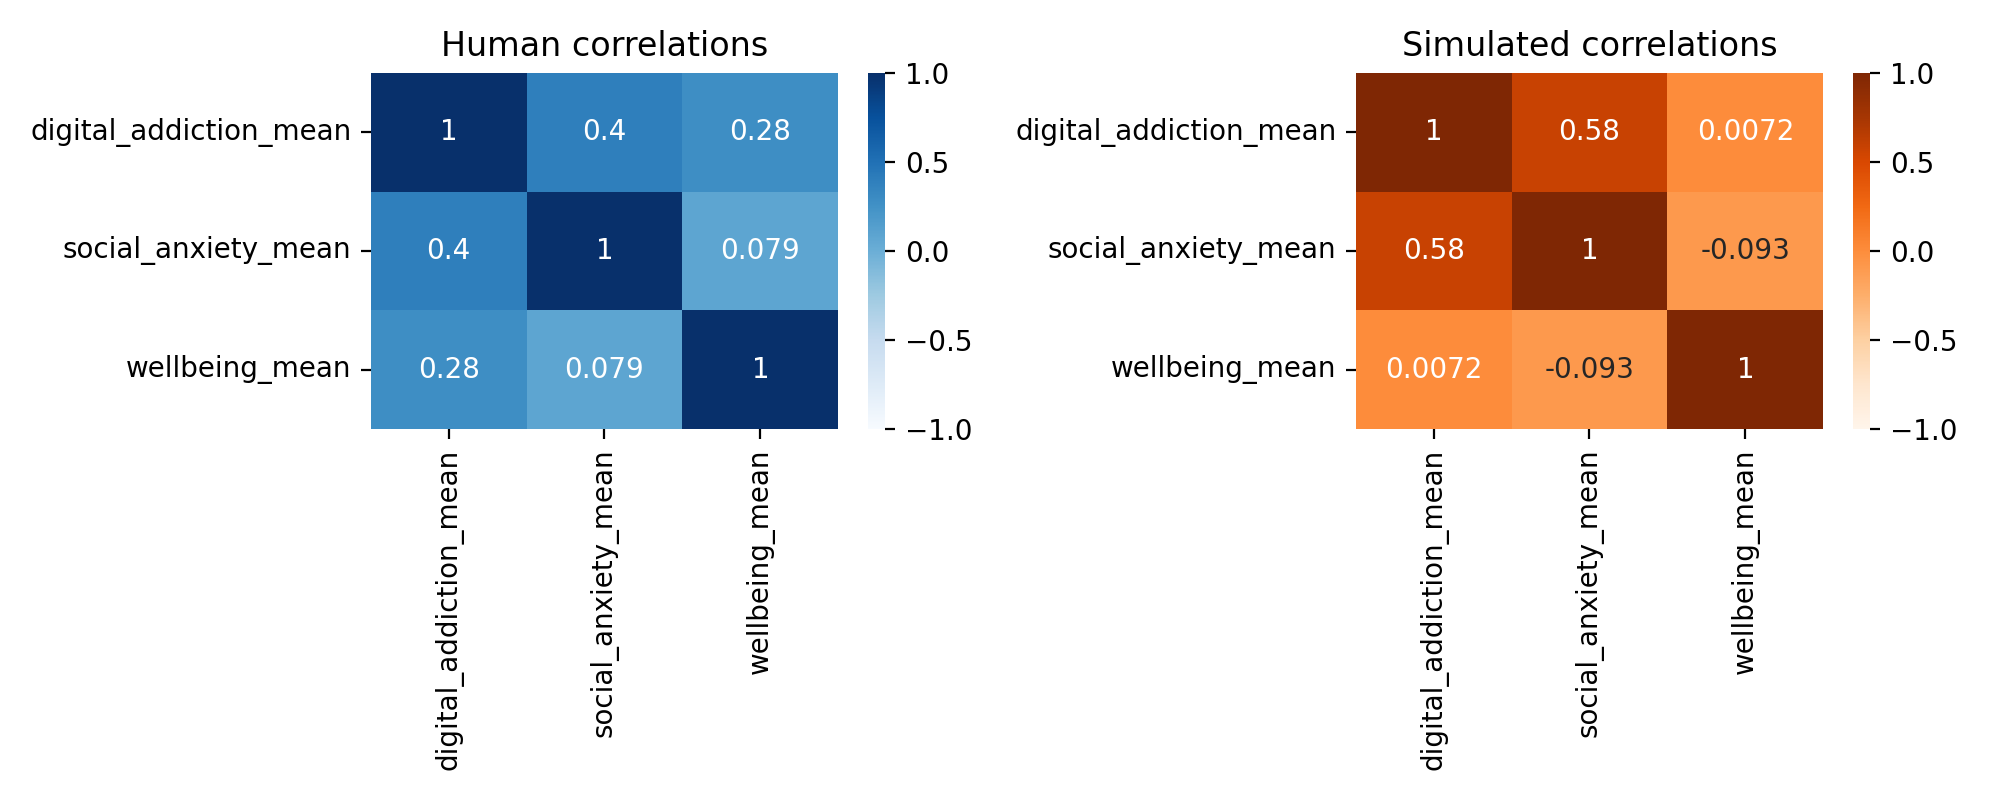 Human correlations
digital_addiction_mean
social_anxiety_mean
wellbeing_mean
1 0.4 0.28
0.4 1 0.079
0.28 0.079 1
digital_addiction_mean
social_anxiety_mean
wellbeing_mean
1.0
0.5
0.0
−0.5
−1.0
Simulated correlations
digital_addiction_mean
social_anxiety_mean
wellbeing_mean
1 0.58 0.0072
0.58 1 -0.093
0.0072 -0.093 1
digital_addiction_mean
social_anxiety_mean
wellbeing_mean
1.0
0.5
0.0
−0.5
−1.0